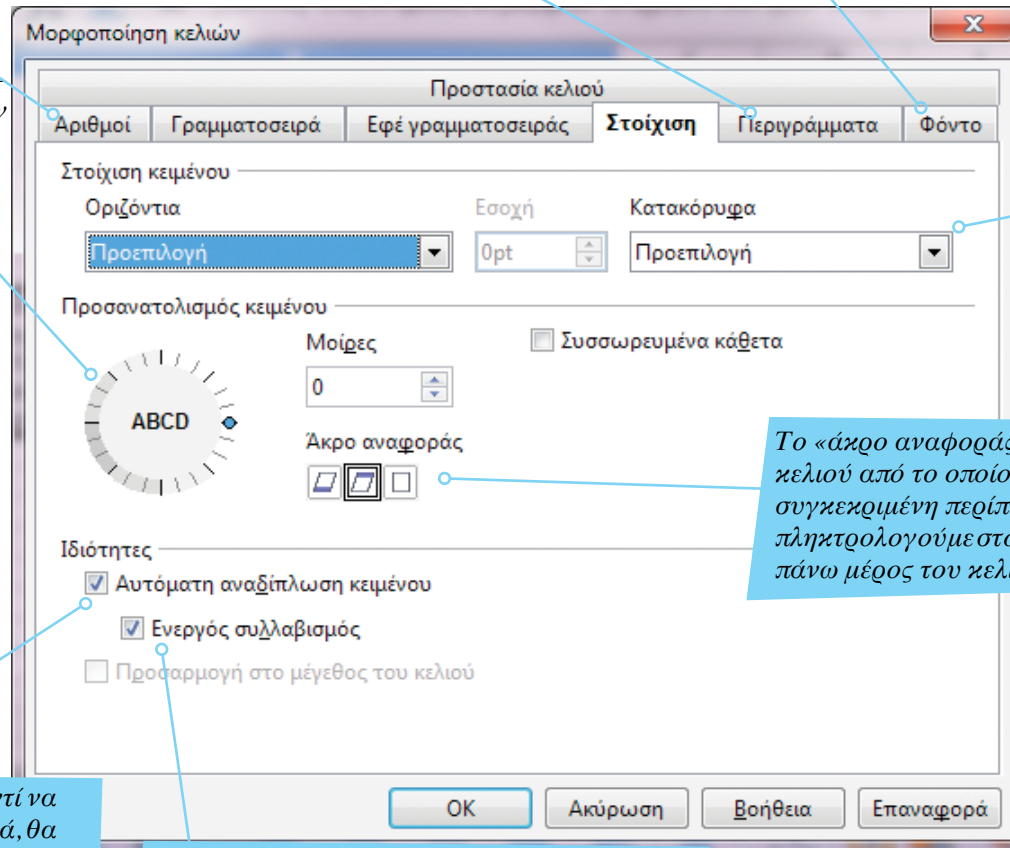 Μορφοποίηση κελιών
Προστασία κελιού
Αριθμοί Γραμματοσειρά Εφέ γραμματοσειράς Στοίχιση Περιγράμματα Φόντο
Στοίχιση κειμένου
Οριζόντια Εσοχή Κατακόρυφα
Προεπιλογή 0pt Προεπιλογή
Προσανατολισμός κειμένου
Μοίρες Συσσωρευμένα κάθετα
0
ABCD
Άκρο αναφοράς
Το «άκρο αναφοράς
κελιού από το οποίο
συγκεκριμένη περίπ
πληκτρολογούμε στο
πάνω μέρος του κελι
Ιδιότητες
Αυτόματη αναδίπλωση κειμένου
Ενεργός συλλαβισμός
Προσαρμογή στο μέγεθος του κελιού
τί να
ά, θα
OK Ακύρωση Βοήθεια Επαναφορά